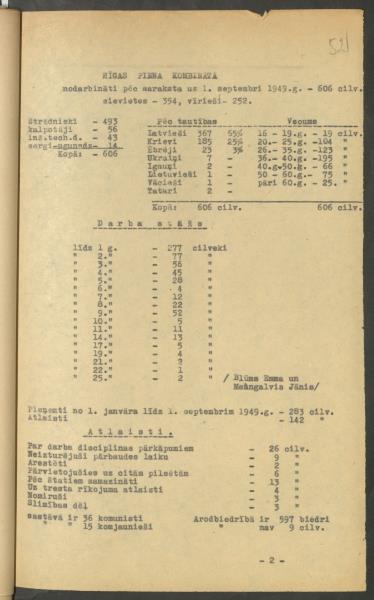 52
RĪGAS PIENA KOMBINĀTĀ
nodarbināti pēc saraksta uz 1. septembri 1949.g. - 606 cilv.
sievietes - 354, vīrieši- 252.
Strādnieki - 493 Pēc tautības Vecums
kalpotāji - 56 Latvieši 367 65% 16 - 19.g. - 19 cilv.
inž.tech.d. - 43 Krievi 185 25% 20.- 25.g. -104 "
sargi-ugunsdz- 14 Ebrēji 23 3% 26.- 35.g. -123 "
Kopā: - 606 Ukraiņi 7 - 36.- 40.g. -195 "
Igauņi 2 - 40.g.50.g. - 66 "
Lietuvieši 1 - 50 - 60.g.- 75 "
Vācieši 1 - pāri 60.g. - 25. "
Tatari 2 -
Kopā: 606 cilv. 606 cilv.
Darba stāžs
līdz 1 g. - 277 cilvēki
" 2." - 77 "
" 3." - 56 "
" 4." - 45 "
" 5." - 28 "
" 6." - 4 "
" 7." - 12 "
" 8." - 22 "
" 9." - 52 "
" 10." - 5 "
" 11." - 11 "
" 14." - 13 "
" 17." - 5 "
" 19." - 4 "
" 21." - 2 "
" 22." - 1 "
" 25." - 2 " / Blūms Emma un
Mežgalvis Jānis/
Pieņemti no 1. janvāra līdz 1. septembrim 1949.g. - 283 cilv.
Atlaisti - 142 "
Atlaisti.
Par darba disciplīnas pārkāpumiem - 26 cilv.
Neizturējuši pārbaudes laiku - 9 "
Arestēti - 2 "
Pārvietojušies uz citām pilsētām - 6 "
Pēc štatiem samazināti - 13 "
Uz tresta rīkojuma atlaisti - 4 "
Nomiruši - 3 "
Slimības dēļ - 3 "
Sastāvā ir 36 komunisti Arodbiedrībā ir 597 biedri
" " 15 komjaunieši " nav 9 cilv.
- 2 -